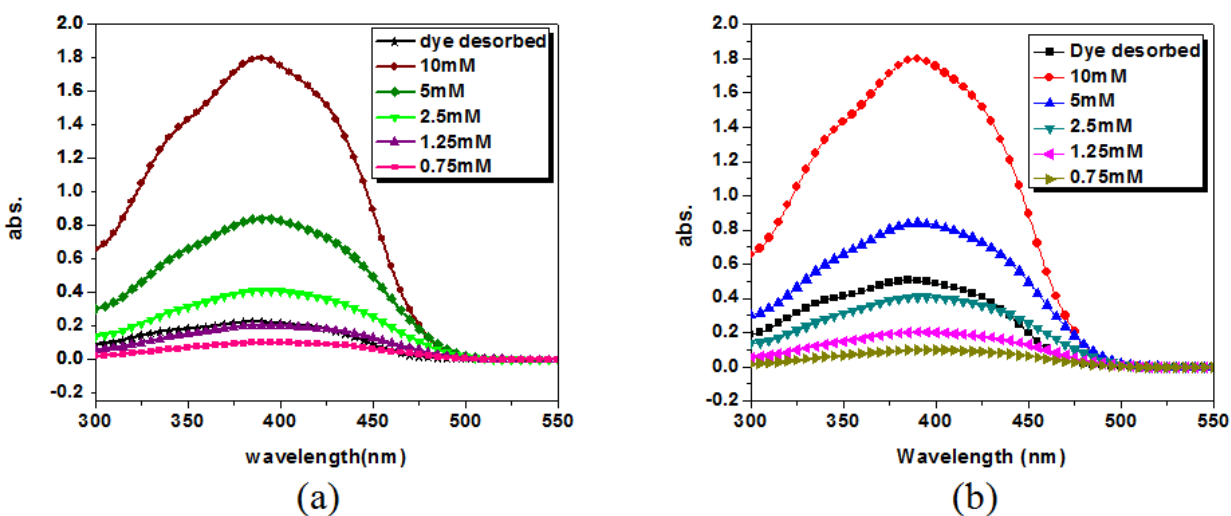 2.0
1.8
1.6
1.4
1.2
1.0
0.8
0.6
0.4
0.2
0.0
-0.2
abs.
dye desorbed
10mM
5mM
2.5mM
1.25mM
0.75mM
300 350 400 450 500 550
wavelength(nm)
(a)
2.0
1.8
1.6
1.4
1.2
1.0
0.8
0.6
0.4
0.2
0.0
-0.2
abs.
Dye desorbed
10mM
5mM
2.5mM
1.25mM
0.75mM
300 350 400 450 500 550
Wavelength (nm)
(b)